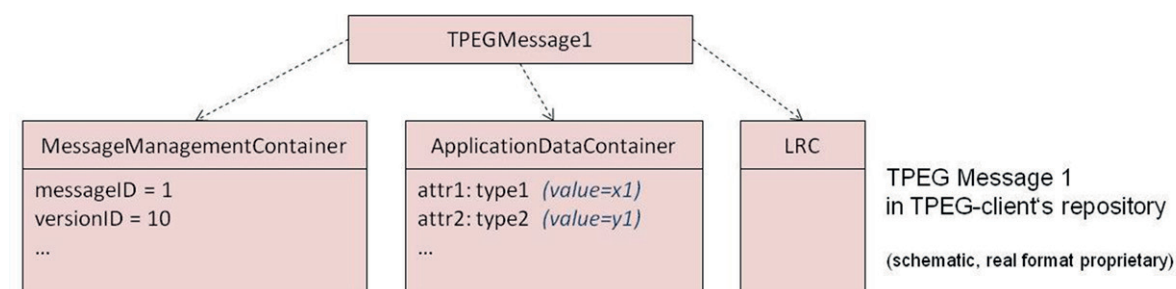 TPEGMessage1
MessageManagementContainer
messageID = 1
versionID = 10
...
ApplicationDataContainer
attr1: type1 (value=x1)
attr2: type2 (value=y1)
...
LRC
TPEG Message 1
in TPEG-client's repository
(schematic, real format proprietary)